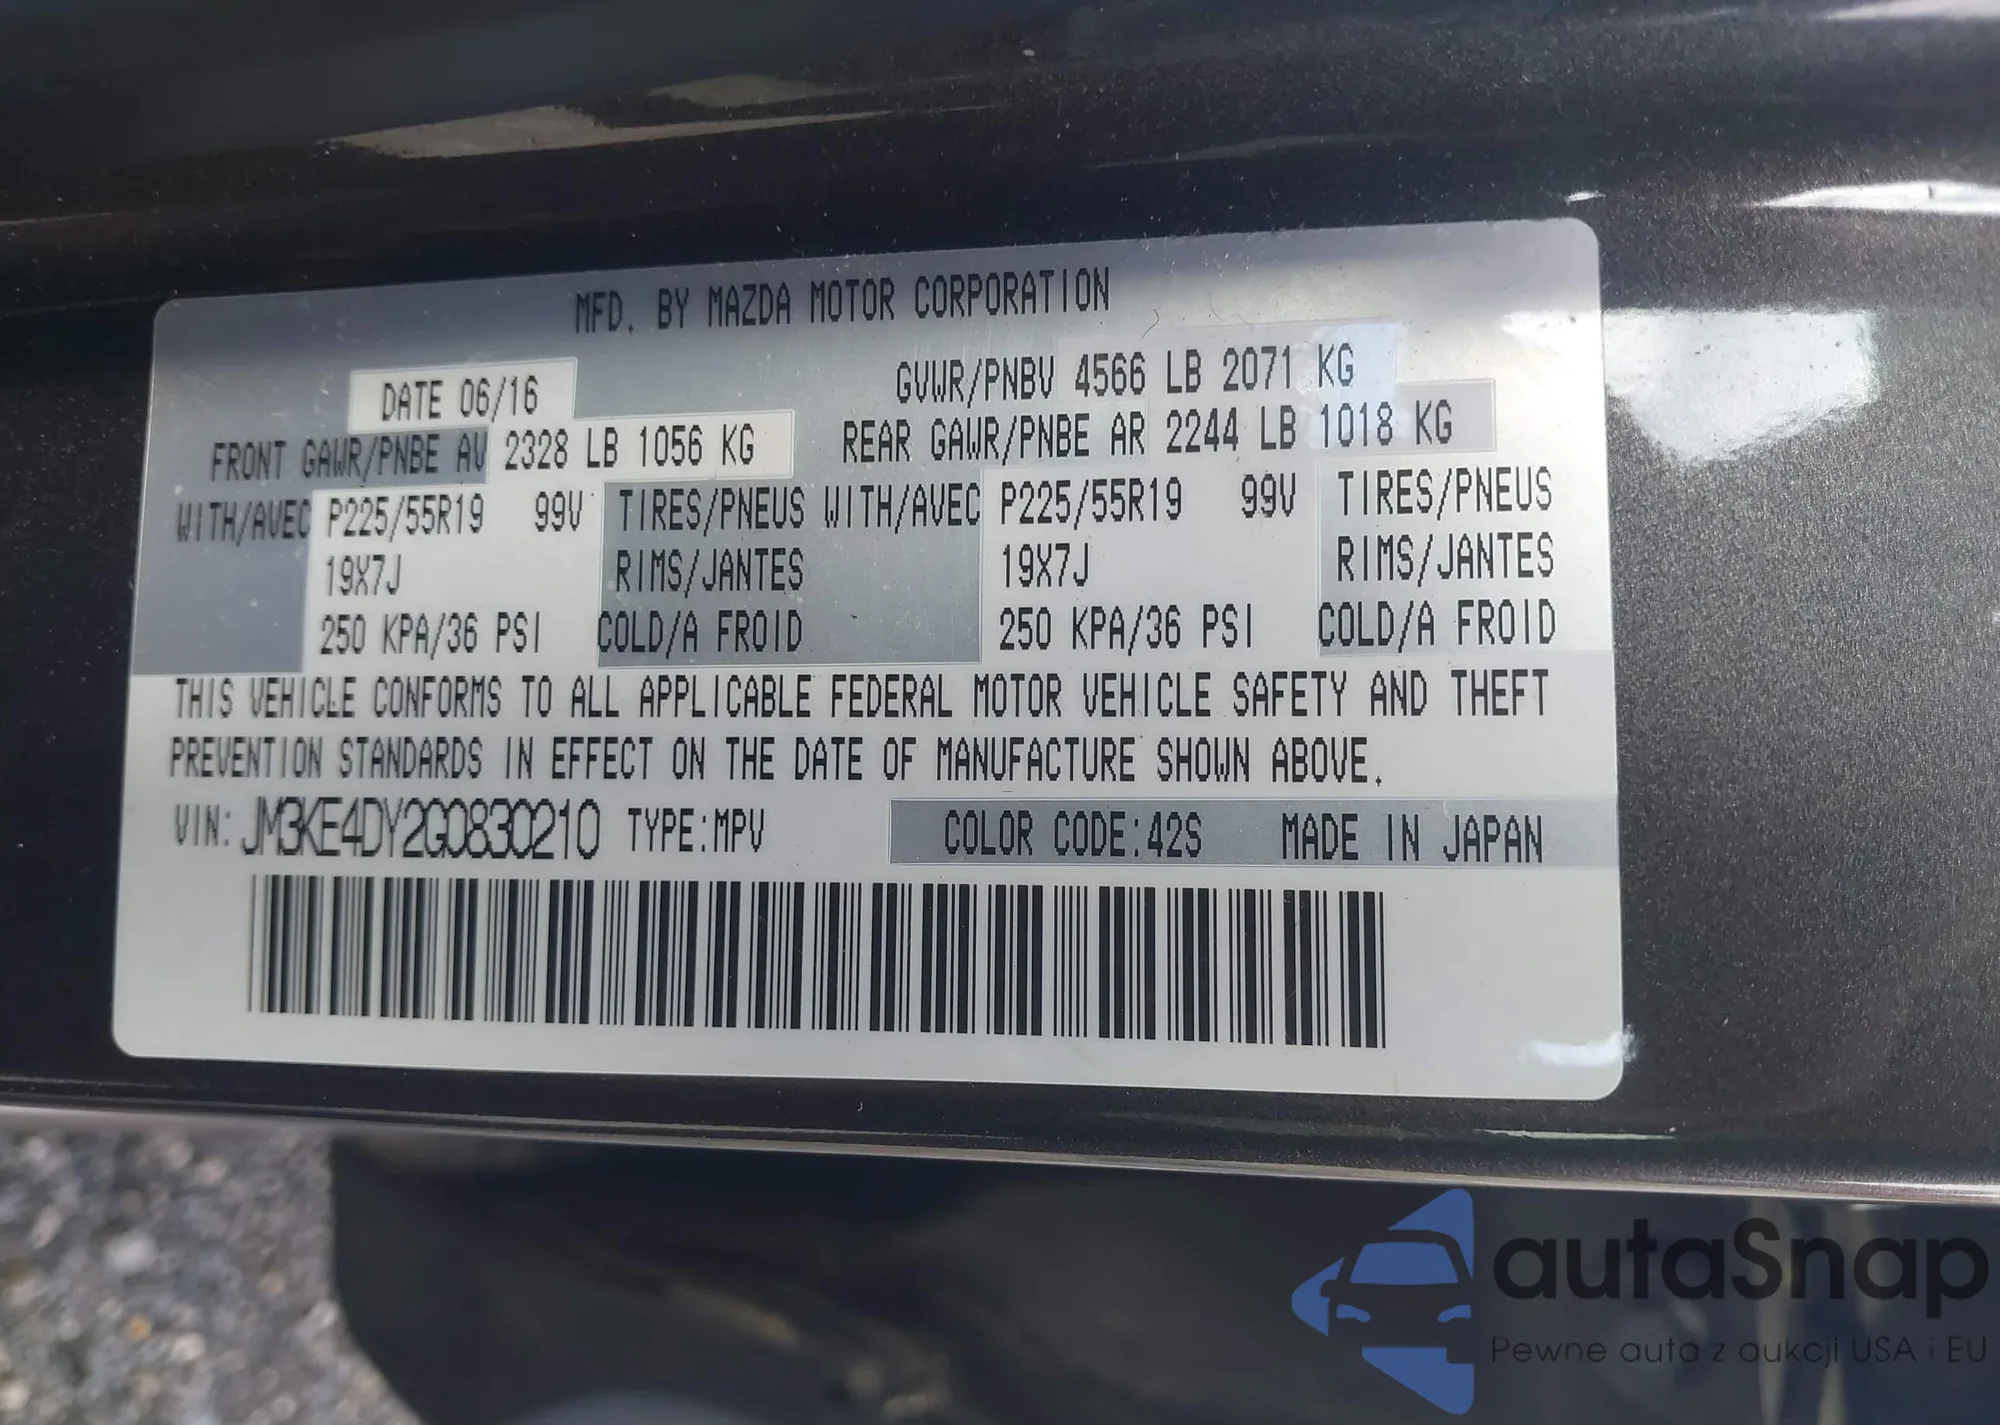 MFD. BY MAZDA MOTOR CORPORATION
DATE 06/16 GVWR/PNBV 4566 LB 2071 KG
FRONT GAWR/PNBE AV 2328 LB 1056 KG REAR GAWR/PNBE AR 2244 LB 1018 KG
WITH/AVEC P225/55R19 99V TIRES/PNEUS WITH/AVEC P225/55R19 99V TIRES/PNEUS
19X7J RIMS/JANTES 19X7J RIMS/JANTES
250 KPA/36 PSI COLD/A FROID 250 KPA/36 PSI COLD/A FROID
THIS VEHICLE CONFORMS TO ALL APPLICABLE FEDERAL MOTOR VEHICLE SAFETY AND THEFT
PREVENTION STANDARDS IN EFFECT ON THE DATE OF MANUFACTURE SHOWN ABOVE.
VIN: JM3KE4DY2G0830210 TYPE:MPV COLOR CODE:42S MADE IN JAPAN
autaSnap
Pewne auta z aukcji USA i EU